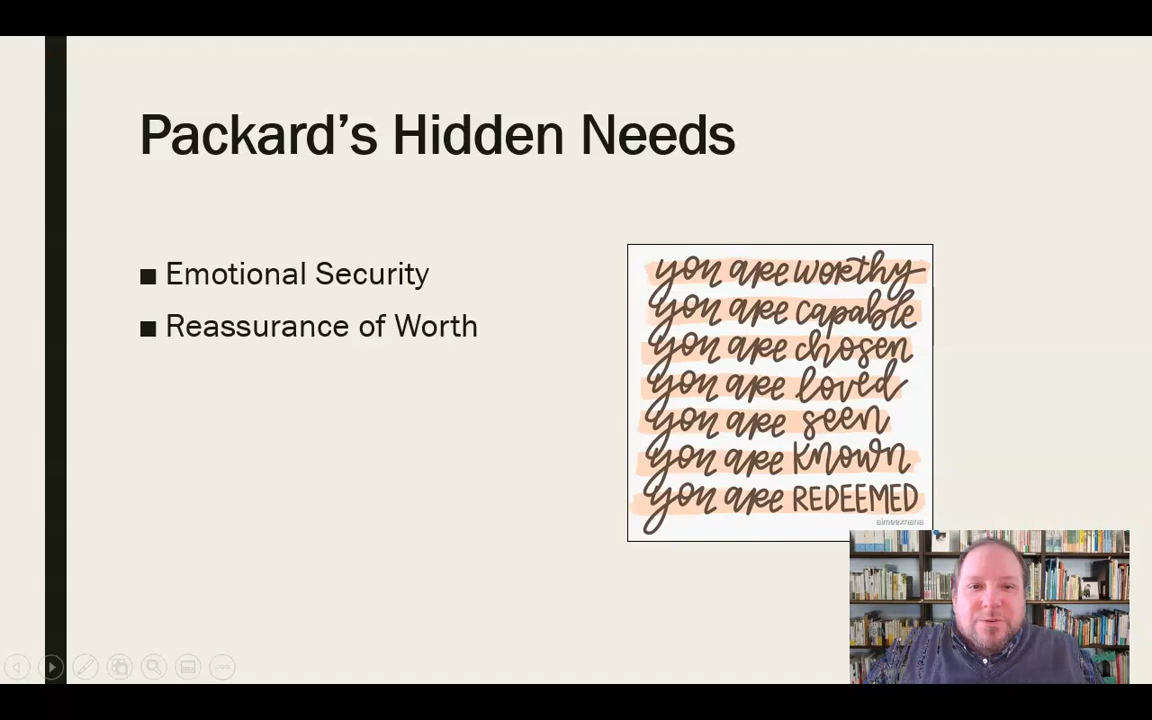 Packard's Hidden Needs
■ Emotional Security
■ Reassurance of Worth
you are worthy
you are capable
you are chosen
you are loved
you are seen
you are known
you are REDEEMED
aimeexnana